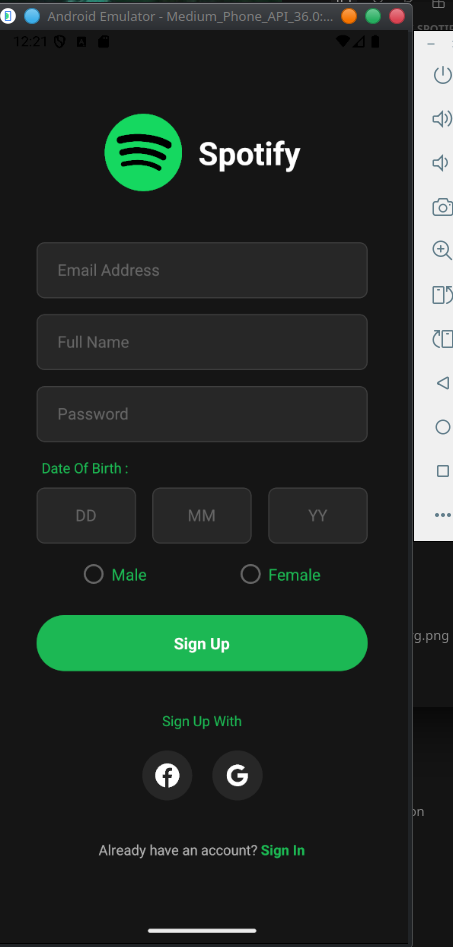 Android Emulator - Medium_Phone_API_36.0:...
12:21
Spotify
Email Address
Full Name
Password
Date Of Birth :
DD MM YY
Male Female
Sign Up
g.png
Sign Up With
on
Already have an account? Sign In